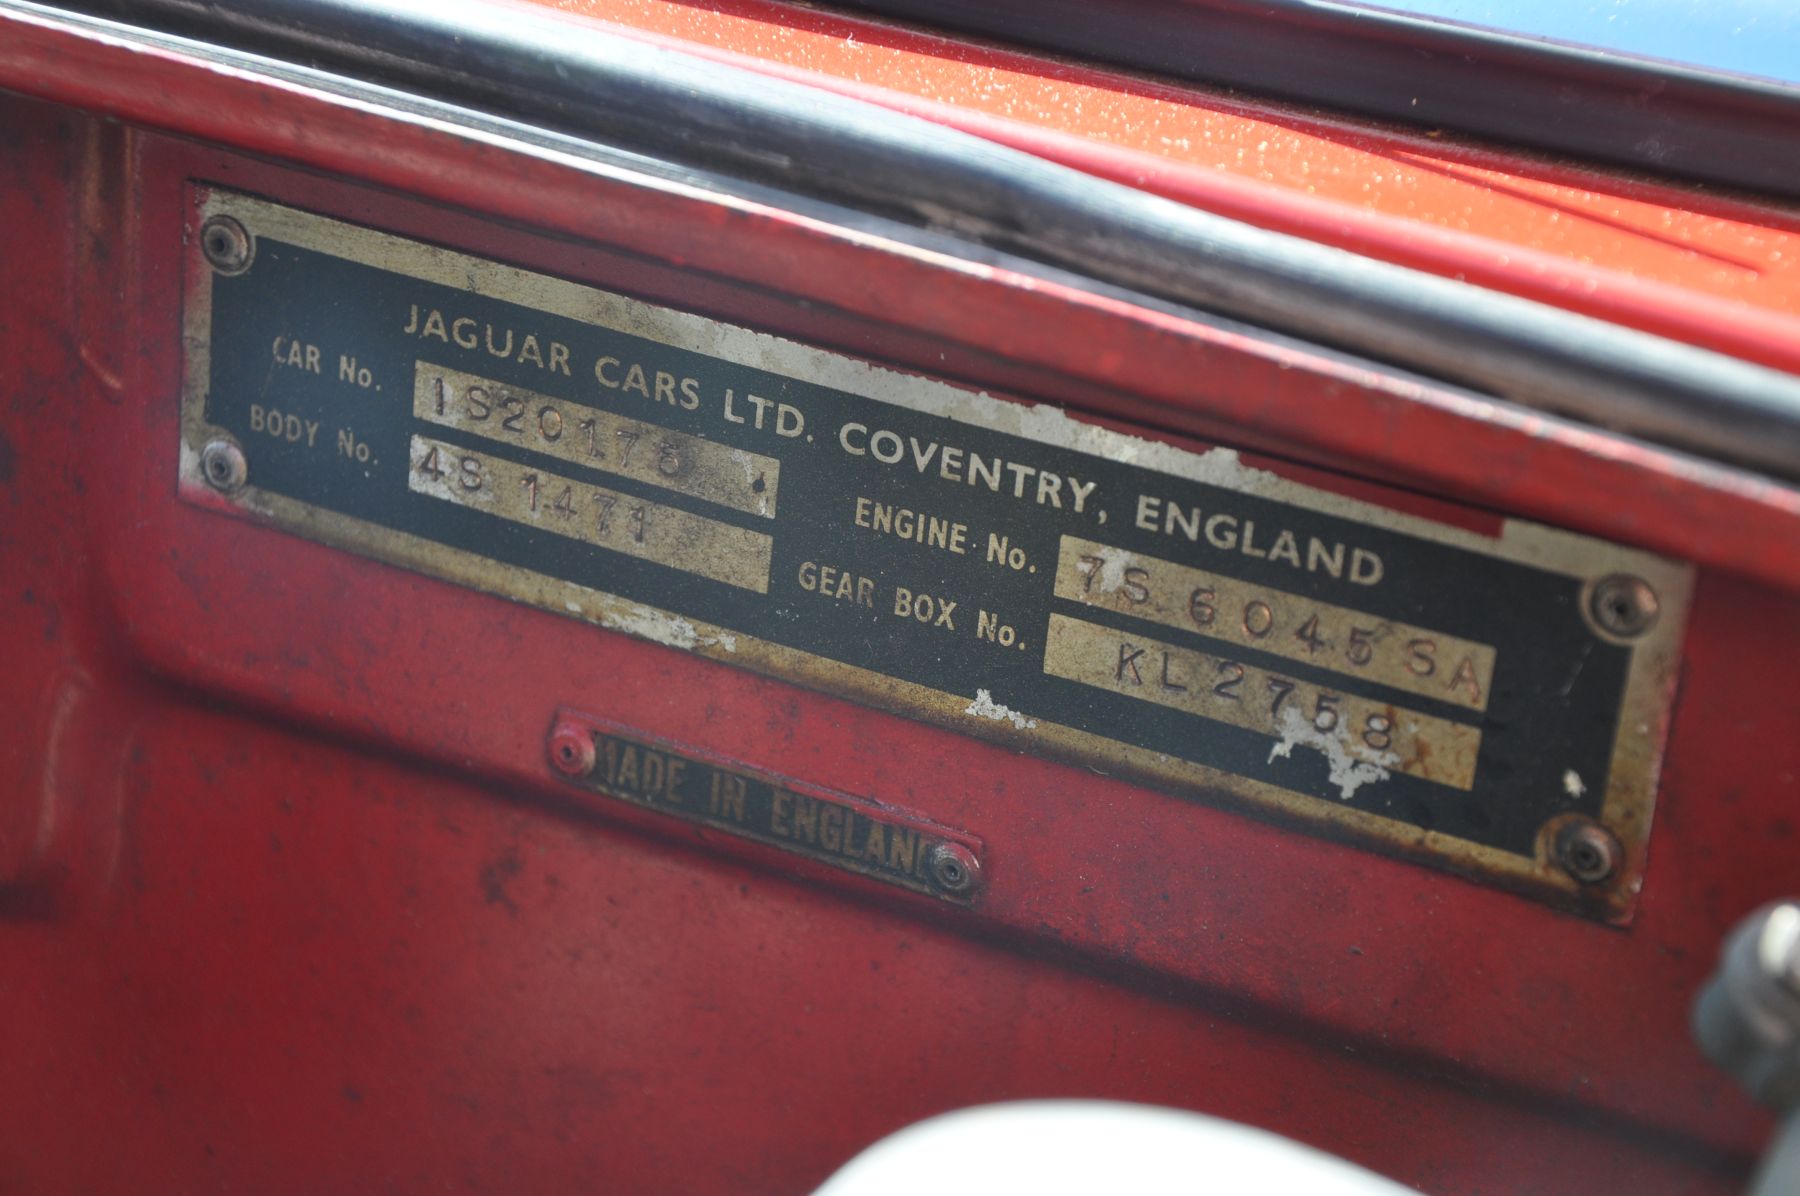 JAGUAR CARS LTD. COVENTRY, ENGLAND
CAR No. 1S20175
BODY No. 4S 1471
ENGINE No. 7S 6045 SA
GEAR BOX No. KL2758
MADE IN ENGLAND